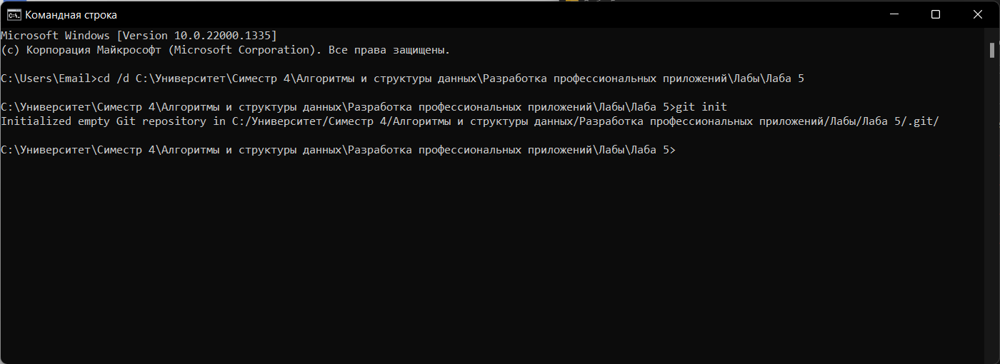 Командная строка
Microsoft Windows [Version 10.0.22000.1335]
(c) Корпорация Майкрософт (Microsoft Corporation). Все права защищены.
C:\Users\Email>cd /d C:\Университет\Симестр 4\Алгоритмы и структуры данных\Разработка профессиональных приложений\Лабы\Лаба 5
C:\Университет\Симестр 4\Алгоритмы и структуры данных\Разработка профессиональных приложений\Лабы\Лаба 5>git init
Initialized empty Git repository in C:/Университет/Симестр 4/Алгоритмы и структуры данных/Разработка профессиональных приложений/Лабы/Лаба 5/.git/
C:\Университет\Симестр 4\Алгоритмы и структуры данных\Разработка профессиональных приложений\Лабы\Лаба 5>